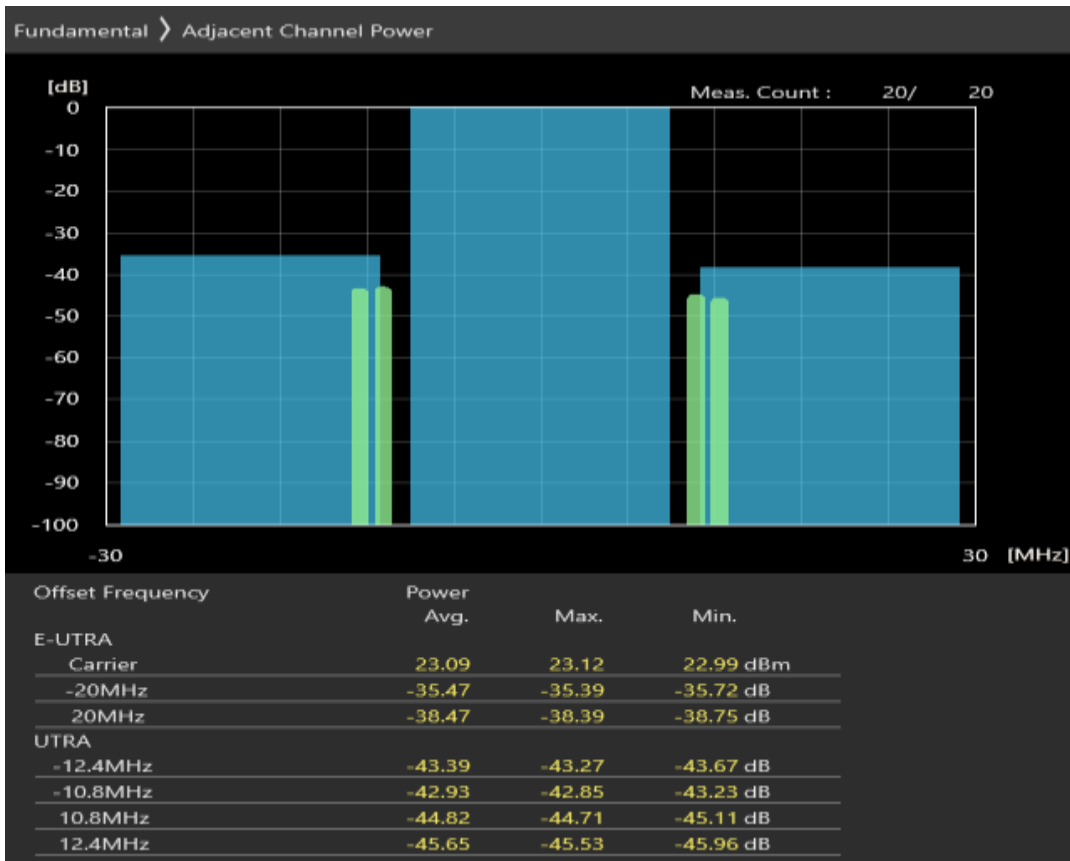 Fundamental ❭ Adjacent Channel Power
[dB]
Meas. Count : 20/ 20
0
-10
-20
-30
-40
-50
-60
-70
-80
-90
-100
-30 30 [MHz]
Offset Frequency Power
Avg. Max. Min.
E-UTRA
Carrier 23.09 23.12 22.99 dBm
-20MHz -35.47 -35.39 -35.72 dB
20MHz -38.47 -38.39 -38.75 dB
UTRA
-12.4MHz -43.39 -43.27 -43.67 dB
-10.8MHz -42.93 -42.85 -43.23 dB
10.8MHz -44.82 -44.71 -45.11 dB
12.4MHz -45.65 -45.53 -45.96 dB